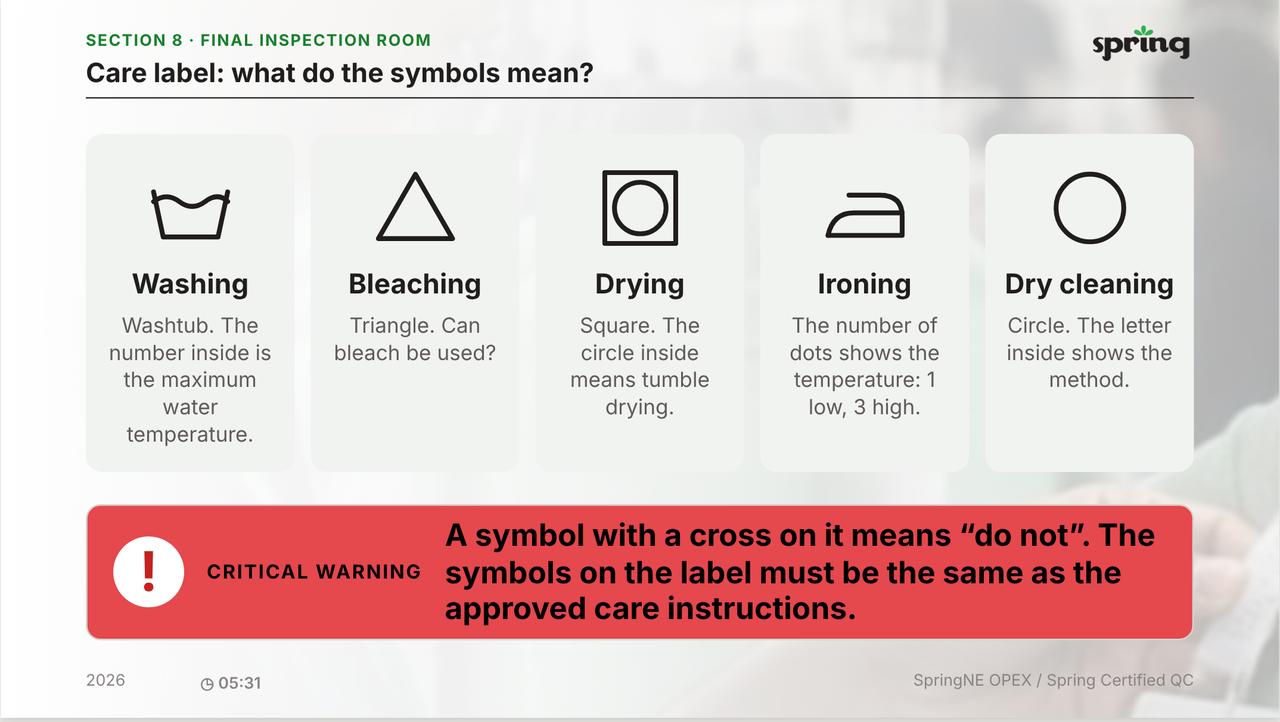 SECTION 8 · FINAL INSPECTION ROOM
spring
Care label: what do the symbols mean?
Washing
Washtub. The
number inside is
the maximum
water
temperature.
Bleaching
Triangle. Can
bleach be used?
Drying
Square. The
circle inside
means tumble
drying.
Ironing
The number of
dots shows the
temperature: 1
low, 3 high.
Dry cleaning
Circle. The letter
inside shows the
method.
!
CRITICAL WARNING
A symbol with a cross on it means “do not”. The
symbols on the label must be the same as the
approved care instructions.
2026
05:31
SpringNE OPEX / Spring Certified QC